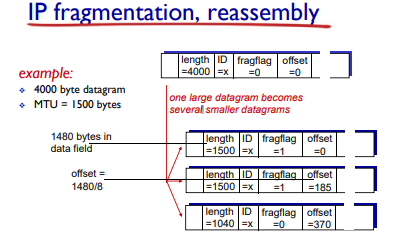 IP fragmentation, reassembly
length ID fragflag offset
=4000 =x =0 =0
example:
❖ 4000 byte datagram
❖ MTU = 1500 bytes
one large datagram becomes
several smaller datagrams
1480 bytes in
data field
length ID fragflag offset
=1500 =x =1 =0
offset =
1480/8
length ID fragflag offset
=1500 =x =1 =185
length ID fragflag offset
=1040 =x =0 =370